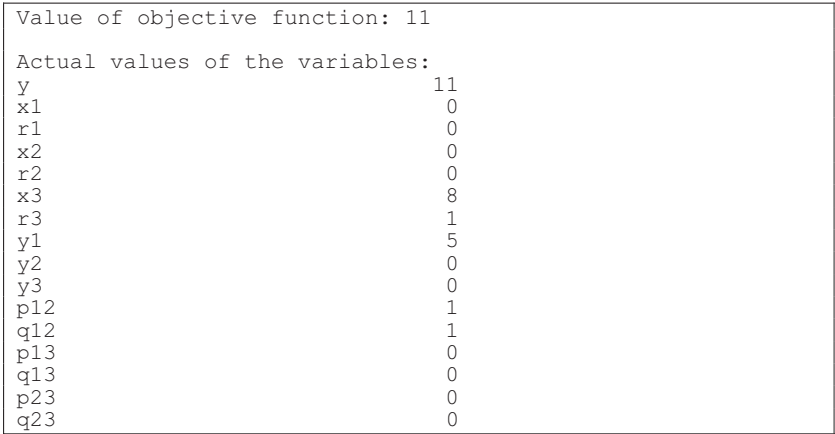 Value of objective function: 11
Actual values of the variables:
y 11
x1 0
r1 0
x2 0
r2 0
x3 8
r3 1
y1 5
y2 0
y3 0
p12 1
q12 1
p13 0
q13 0
p23 0
q23 0